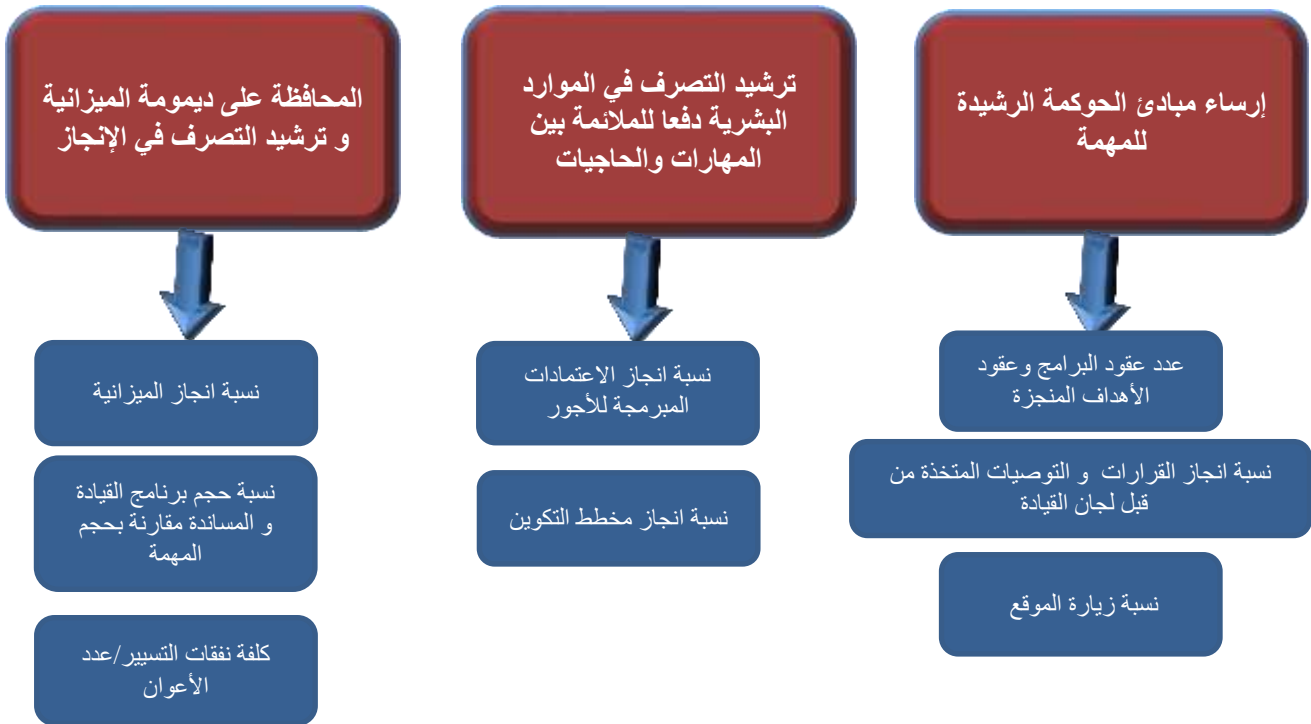 إرساء مبادئ الحوكمة الرشيدة
للمهمة
عدد عقود البرامج وعقود
الأهداف المنجزة
نسبة انجاز القرارات و التوصيات المتخذة من
قبل لجان القيادة
نسبة زيارة الموقع
ترشيد التصرف في الموارد
البشرية دفعا للملائمة بين
المهارات والحاجيات
نسبة انجاز الاعتمادات
المبرمجة للأجور
نسبة انجاز مخطط التكوين
المحافظة على ديمومة الميزانية
و ترشيد التصرف في الإنجاز
نسبة انجاز الميزانية
نسبة حجم برنامج القيادة
و المساندة مقارنة بحجم
المهمة
كلفة نفقات التسيير/عدد
الأعوان